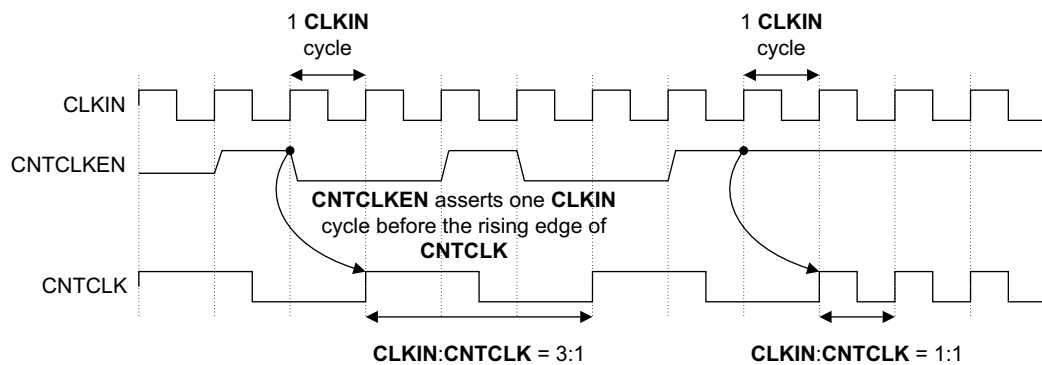 1 CLKIN
cycle
1 CLKIN
cycle
CLKIN
CNTCLKEN
CNTCLKEN asserts one CLKIN
cycle before the rising edge of
CNTCLK
CNTCLK
CLKIN:CNTCLK = 3:1
CLKIN:CNTCLK = 1:1